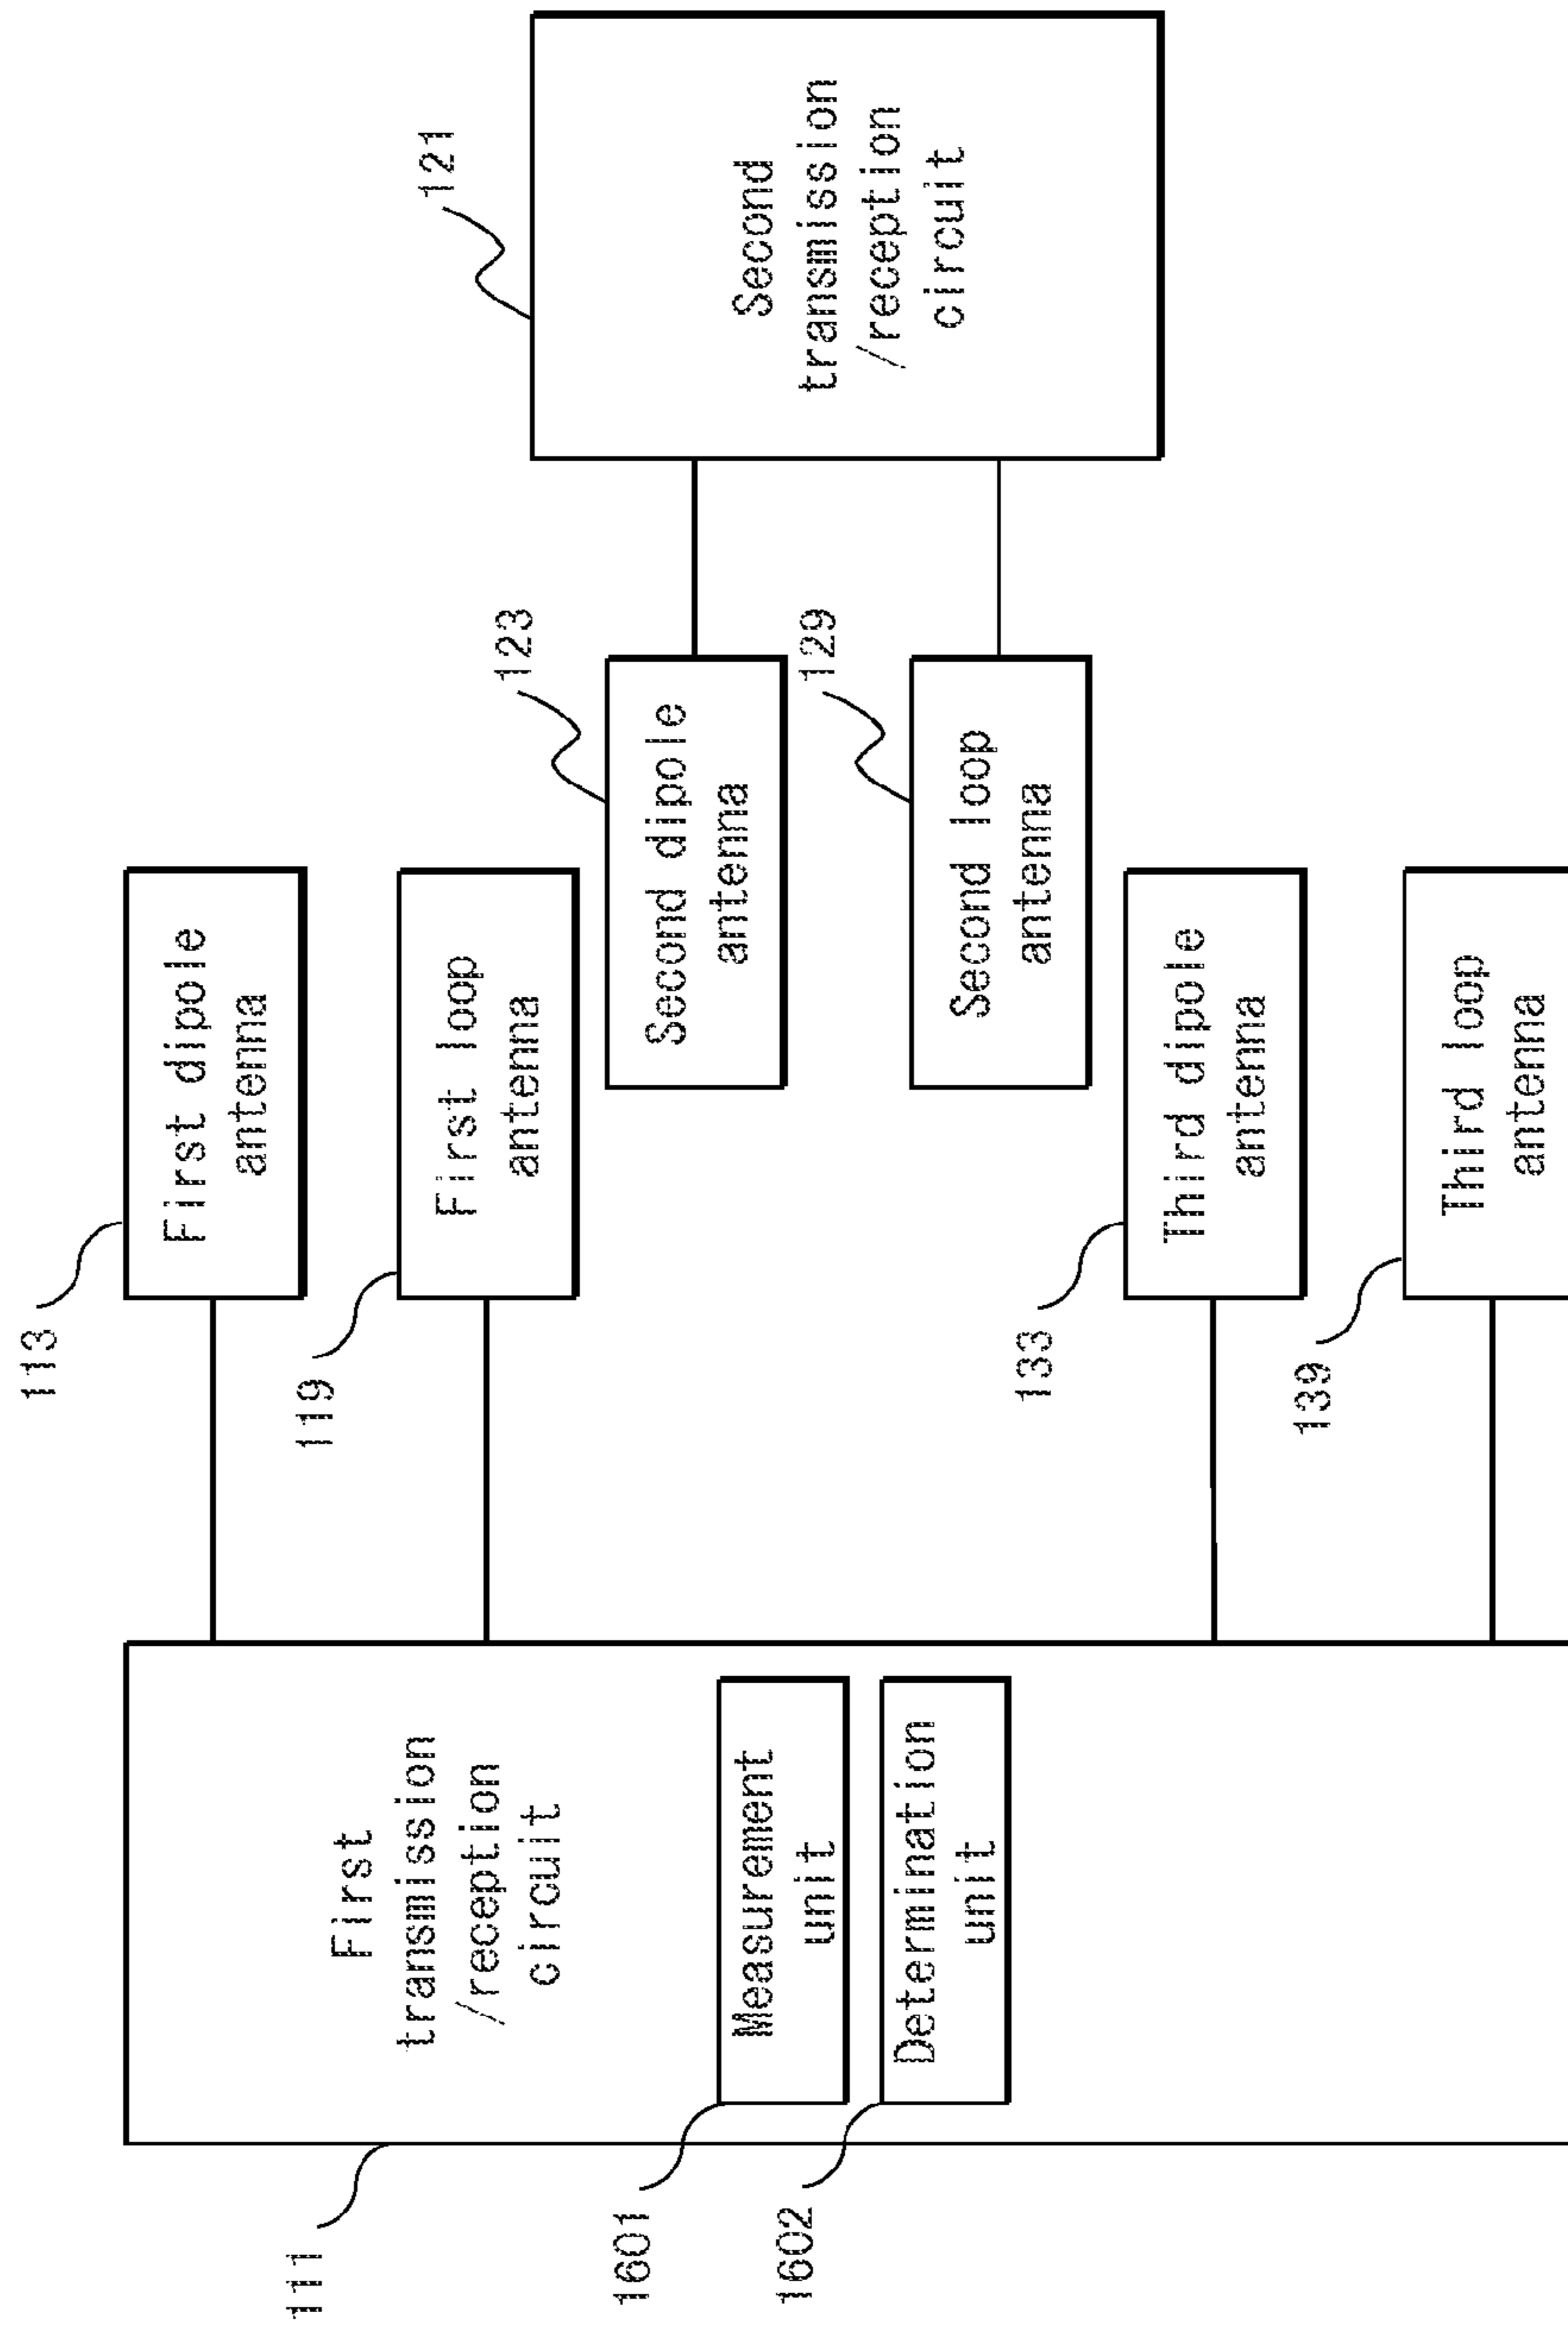 113
First dipole
antenna
119
First loop
antenna
121
Second
transmission
/reception
circuit
123
Second dipole
antenna
129
Second loop
antenna
133
Third dipole
antenna
139
Third loop
antenna
111
First
transmission
/reception
circuit
1601
Measurement
unit
1602
Determination
unit